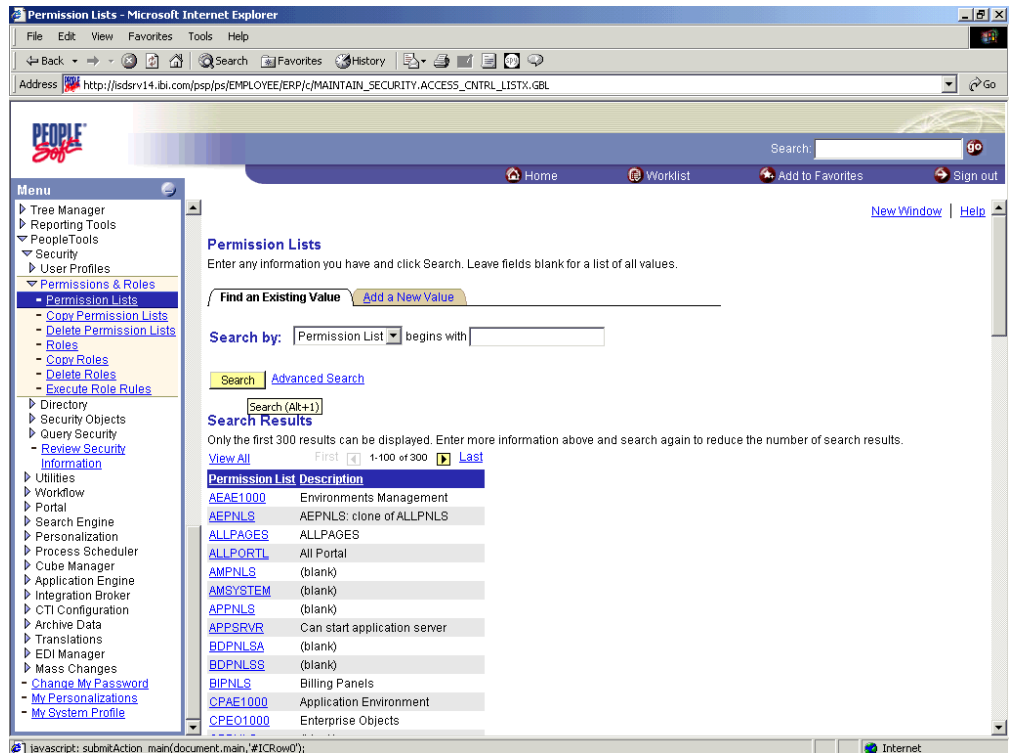 Permission Lists - Microsoft Internet Explorer
File Edit View Favorites Tools Help
Back Search Favorites History
Address http://isdsrv14.ibi.com/psp/ps/EMPLOYEE/ERP/c/MAINTAIN_SECURITY.ACCESS_CNTRL_LISTX.GBL Go
PEOPLE Soft
Search: go
Home Worklist Add to Favorites Sign out
Menu
Tree Manager
Reporting Tools
PeopleTools
Security
User Profiles
Permissions & Roles
- Permission Lists
- Copy Permission Lists
- Delete Permission Lists
- Roles
- Copy Roles
- Delete Roles
- Execute Role Rules
Directory
Security Objects
Query Security
- Review Security
Information
Utilities
Workflow
Portal
Search Engine
Personalization
Process Scheduler
Cube Manager
Application Engine
Integration Broker
CTI Configuration
Archive Data
Translations
EDI Manager
Mass Changes
- Change My Password
- My Personalizations
- My System Profile
New Window | Help
Permission Lists
Enter any information you have and click Search. Leave fields blank for a list of all values.
Find an Existing Value Add a New Value
Search by: Permission List begins with
Search Advanced Search
Search (Alt+1)
Search Results
Only the first 300 results can be displayed. Enter more information above and search again to reduce the number of search results.
View All First 1-100 of 300 Last
Permission List Description
AEAE1000 Environments Management
AEPNLS AEPNLS: clone of ALLPNLS
ALLPAGES ALLPAGES
ALLPORTL All Portal
AMPNLS (blank)
AMSYSTEM (blank)
APPNLS (blank)
APPSRVR Can start application server
BDPNLSA (blank)
BDPNLSS (blank)
BIPNLS Billing Panels
CPAE1000 Application Environment
CPEO1000 Enterprise Objects
javascript: submitAction_main(document.main,'#ICRow0'); Internet